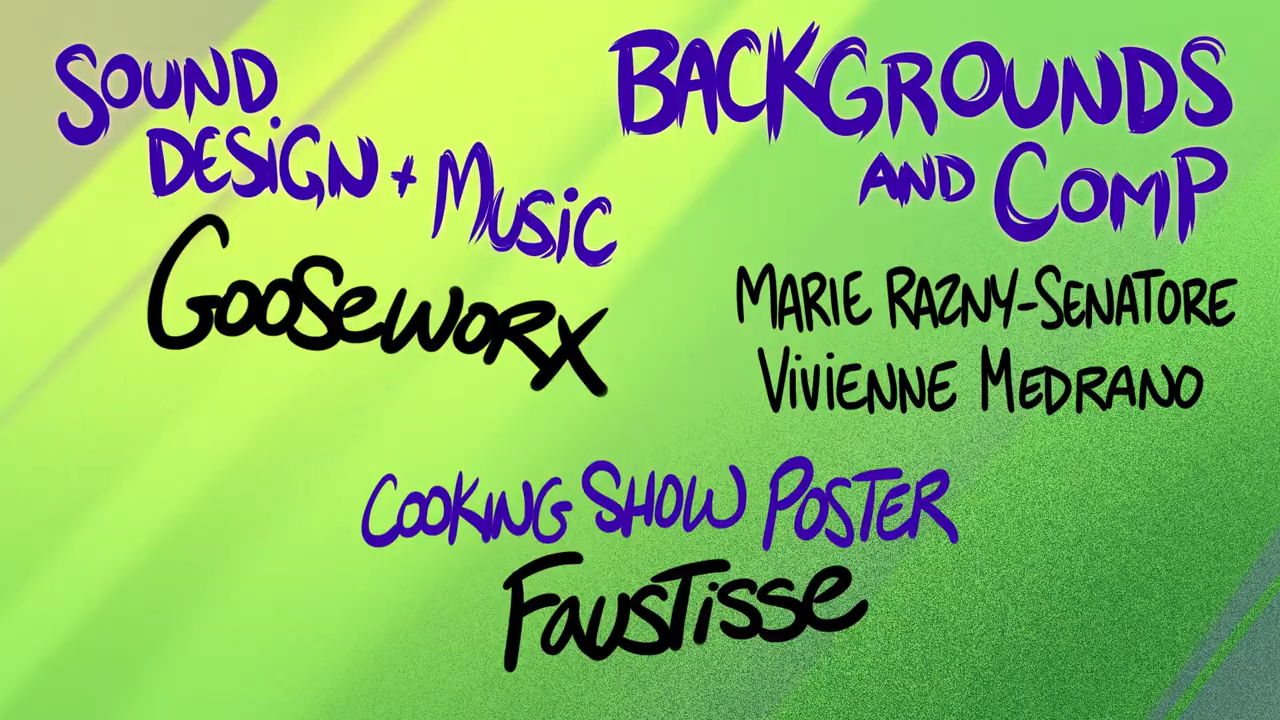 Sound
Design + Music
Gooseworx
Backgrounds
and Comp
Marie Razny-Senatore
Vivienne Medrano
Cooking Show Poster
Faustisse